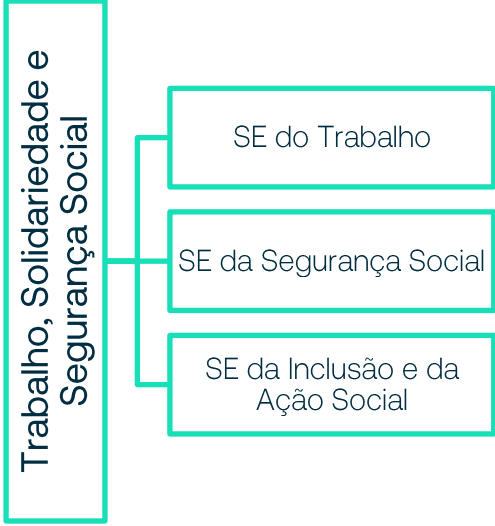 Trabalho, Solidariedade e
Segurança Social
SE do Trabalho
SE da Segurança Social
SE da Inclusão e da
Ação Social